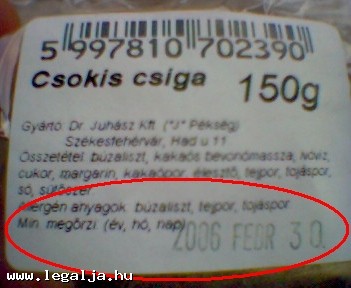 5 997810 702390
Csokis csiga 150g
Gyártó: Dr. Juhász Kft. ("J" Pékség)
Székesfehérvár, Had u 11
Összetétel: búzaliszt, kakaós bevonómassza, ivóvíz,
cukor, margarin, kakaópor, élesztő, tejpor, tojáspor,
só, sütőszer
Allergén anyagok: búzaliszt, tejpor, tojáspor
Min. megőrzi: (év, hó, nap)
2006 FEBR 30.
www.legalja.hu